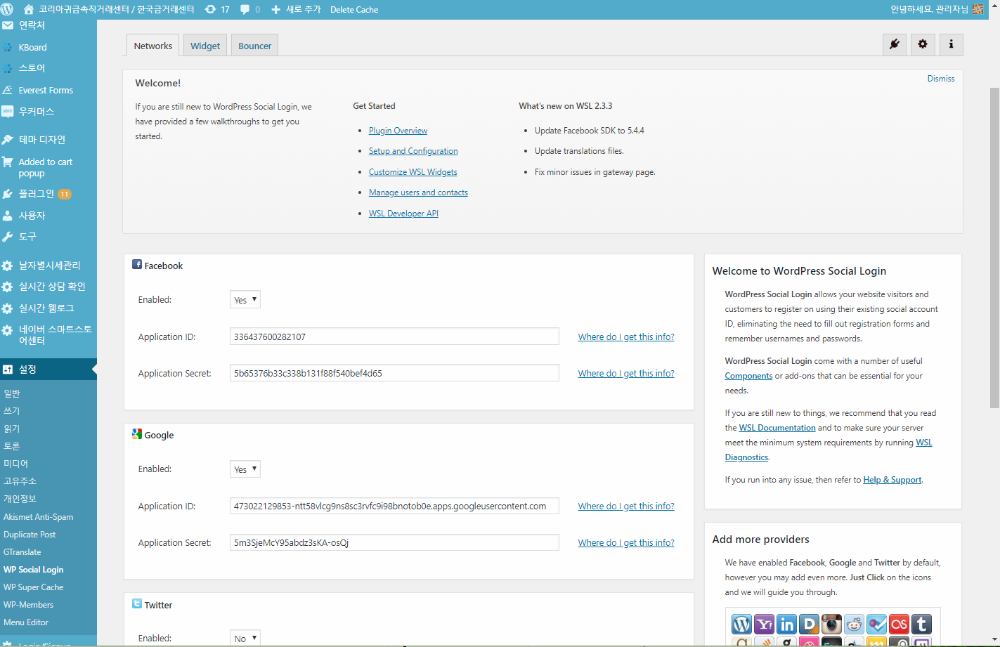 코리아귀금속직거래센터 / 한국금거래센터 17 0 새로 추가 Delete Cache 안녕하세요, 관리자님
연락처
KBoard
스토어
Everest Forms
우커머스
테마 디자인
Added to cart
popup
플러그인 11
사용자
도구
날자별시세관리
실시간 상담 확인
실시간 웰로그
네이버 스마트스토
어센터
설정
일반
쓰기
읽기
토론
미디어
고유주소
개인정보
Akismet Anti-Spam
Duplicate Post
GTranslate
WP Social Login
WP Super Cache
WP-Members
Menu Editor
Login/Signup
Networks Widget Bouncer
Welcome!
Dismiss
If you are still new to WordPress Social Login, we
have provided a few walkthroughs to get you
started.
Get Started
Plugin Overview
Setup and Configuration
Customize WSL Widgets
Manage users and contacts
WSL Developer API
What's new on WSL 2.3.3
Update Facebook SDK to 5.4.4
Update translations files.
Fix minor issues in gateway page.
Facebook
Enabled: Yes
Application ID: 336437600282107 Where do I get this info?
Application Secret: 5b65376b33c338b131f88f540bef4d65 Where do I get this info?
Google
Enabled: Yes
Application ID: 473022129853-ntt58vlcg9ns8sc3rvfc9i98bnotob0e.apps.googleusercontent.com Where do I get this info?
Application Secret: 5m3SjeMcY95abdz3sKA-osQj Where do I get this info?
Twitter
Enabled: No
Welcome to WordPress Social Login
WordPress Social Login allows your website visitors and
customers to register on using their existing social account
ID, eliminating the need to fill out registration forms and
remember usernames and passwords.
WordPress Social Login come with a number of useful
Components or add-ons that can be essential for your
needs.
If you are still new to things, we recommend that you read
the WSL Documentation and to make sure your server
meet the minimum system requirements by running WSL
Diagnostics.
If you run into any issue, then refer to Help & Support.
Add more providers
We have enabled Facebook, Google and Twitter by default,
however you may add even more. Just Click on the icons
and we will guide you through.